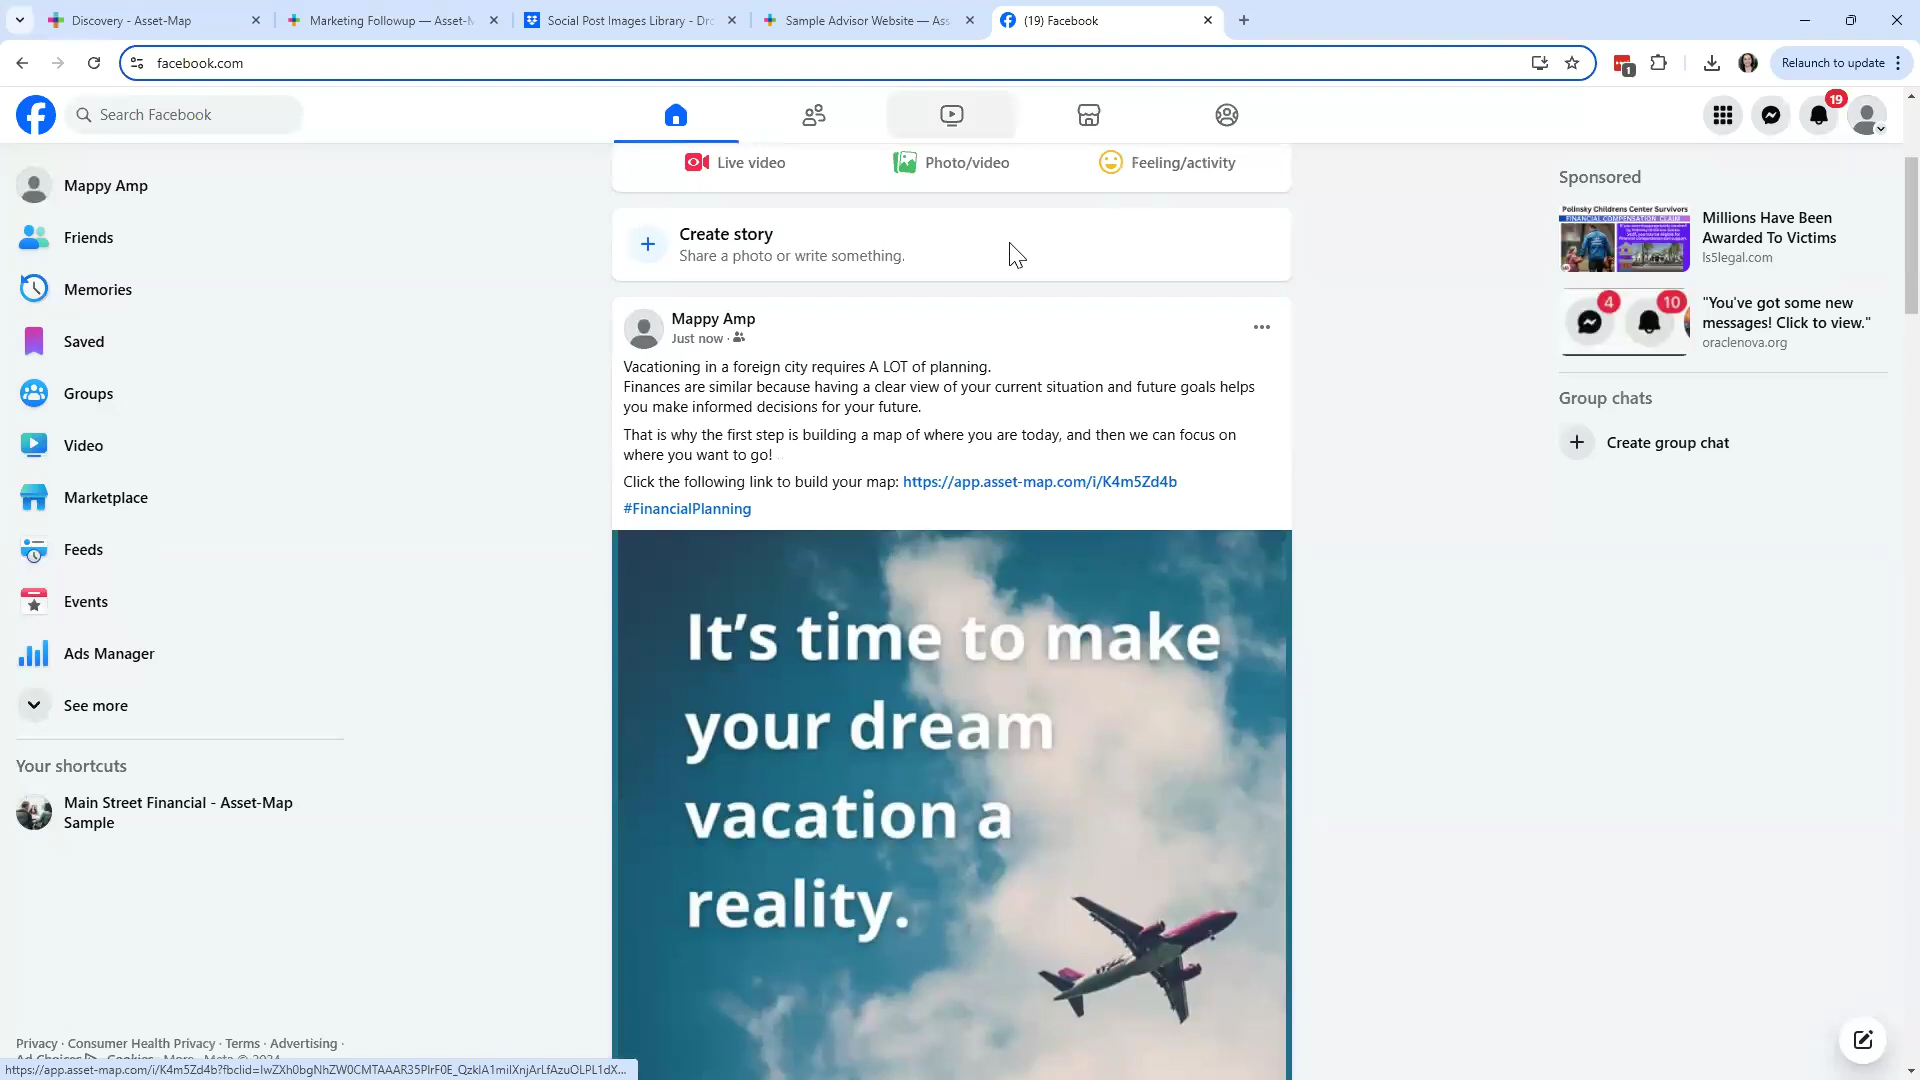 Discovery - Asset-Map
Marketing Followup — Asset-M
Social Post Images Library - Dro
Sample Advisor Website — Ass
(19) Facebook
facebook.com
1
Relaunch to update
Search Facebook
19
Live video
Photo/video
Feeling/activity
Mappy Amp
Friends
Memories
Saved
Groups
Video
Marketplace
Feeds
Events
Ads Manager
See more
Your shortcuts
Main Street Financial - Asset-Map
Sample
Privacy · Consumer Health Privacy · Terms · Advertising ·
https://app.asset-map.com/i/K4m5Zd4b?fbclid=
Create story
Share a photo or write something.
Mappy Amp
Just now ·
Vacationing in a foreign city requires A LOT of planning.
Finances are similar because having a clear view of your current situation and future goals helps
you make informed decisions for your future.
That is why the first step is building a map of where you are today, and then we can focus on
where you want to go!
Click the following link to build your map: https://app.asset-map.com/i/K4m5Zd4b
#FinancialPlanning
It's time to make
your dream
vacation a
reality.
Sponsored
Polinsky Childrens Center Survivors
FINANCIAL COMPENSATION CLAIM
Millions Have Been
Awarded To Victims
ls5legal.com
4
10
"You've got some new
messages! Click to view."
oraclenova.org
Group chats
Create group chat